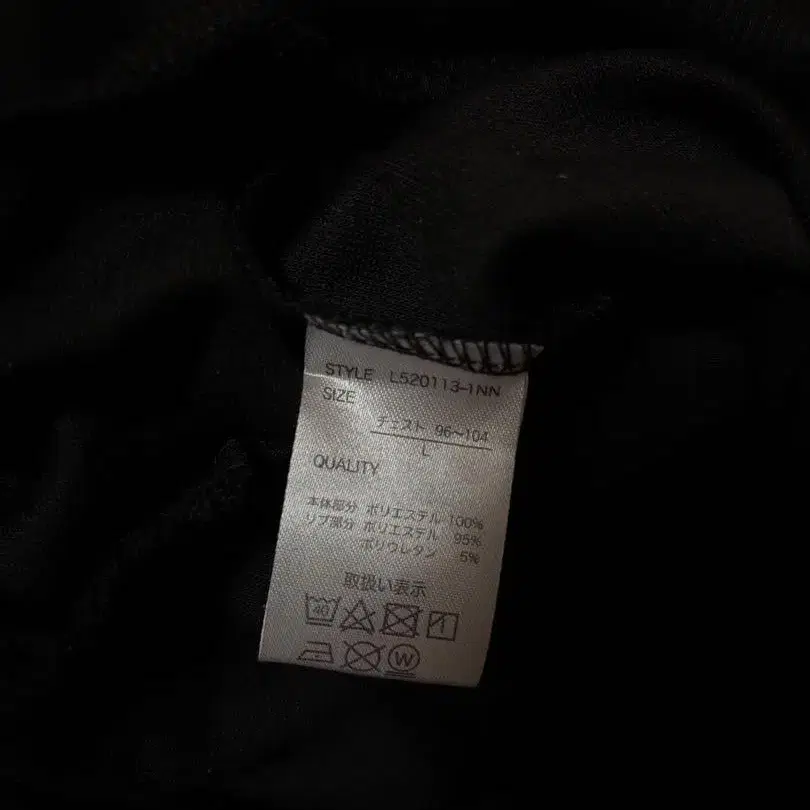 STYLE L520113-1NN
SIZE
チェスト 96~104
L
QUALITY
本体部分 ポリエステル 100%
リブ部分 ポリエステル 95%
ポリウレタン 5%
取扱い表示
40
W